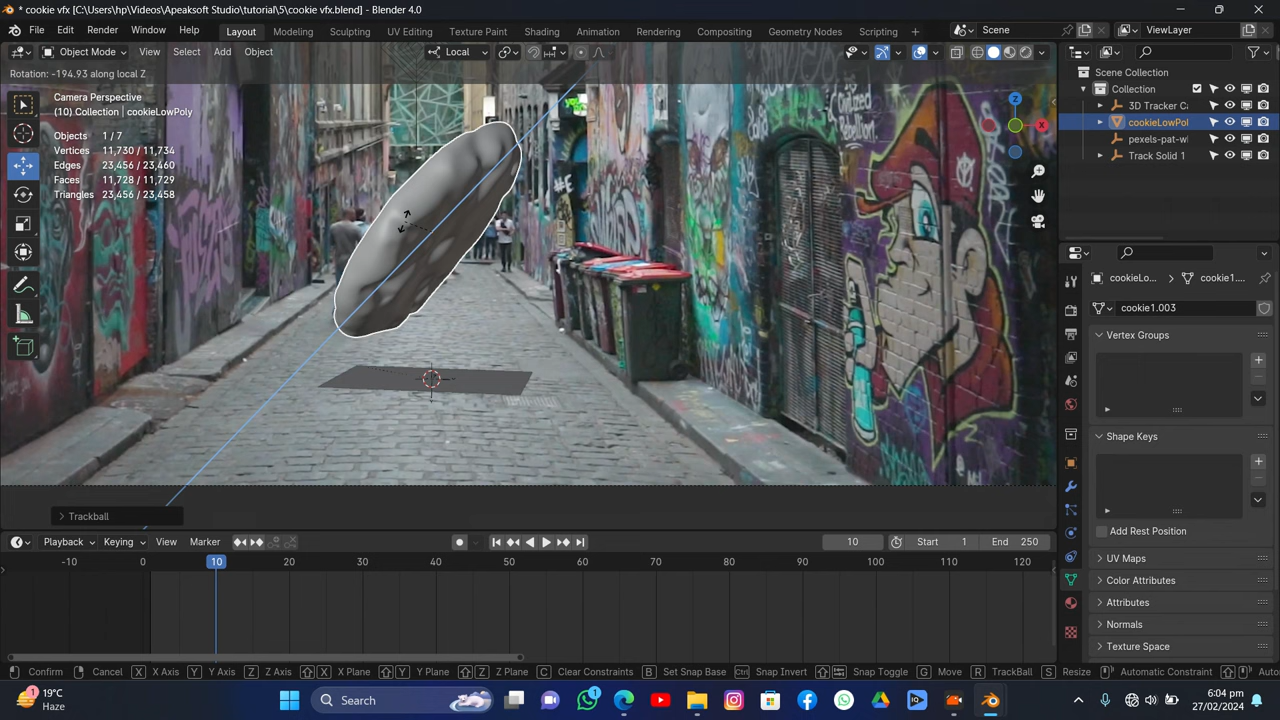 * cookie vfx [C:\Users\hp\Videos\Apeaksoft Studio\tutorial\5\cookie vfx.blend] - Blender 4.0
File Edit Render Window Help Layout Modeling Sculpting UV Editing Texture Paint Shading Animation Rendering Compositing Geometry Nodes Scripting + Scene ViewLayer
Object Mode View Select Add Object Local
Rotation: -194.93 along local Z
Camera Perspective
(10) Collection | cookieLowPoly
Objects 1 / 7
Vertices 11,730 / 11,734
Edges 23,456 / 23,460
Faces 11,728 / 11,729
Triangles 23,456 / 23,458
Z
X
Civilized
Rebellion.
#E
Scene Collection
Collection
3D Tracker Ca
cookieLowPol
pexels-pat-wl
Track Solid 1
cookieLo... cookie1....
cookie1.003
Vertex Groups
Shape Keys
Add Rest Position
UV Maps
Color Attributes
Attributes
Normals
Texture Space
Trackball
Playback Keying View Marker 10 Start 1 End 250
-10 0 10 20 30 40 50 60 70 80 90 100 110 120
Confirm Cancel X X Axis Y Y Axis Z Z Axis X X Plane Y Y Plane Z Z Plane C Clear Constraints B Set Snap Base Ctrl Snap Invert Snap Toggle G Move R TrackBall S Resize Automatic Constraint Auto
1
19°C
Haze
Search
1
6:04 pm
27/02/2024